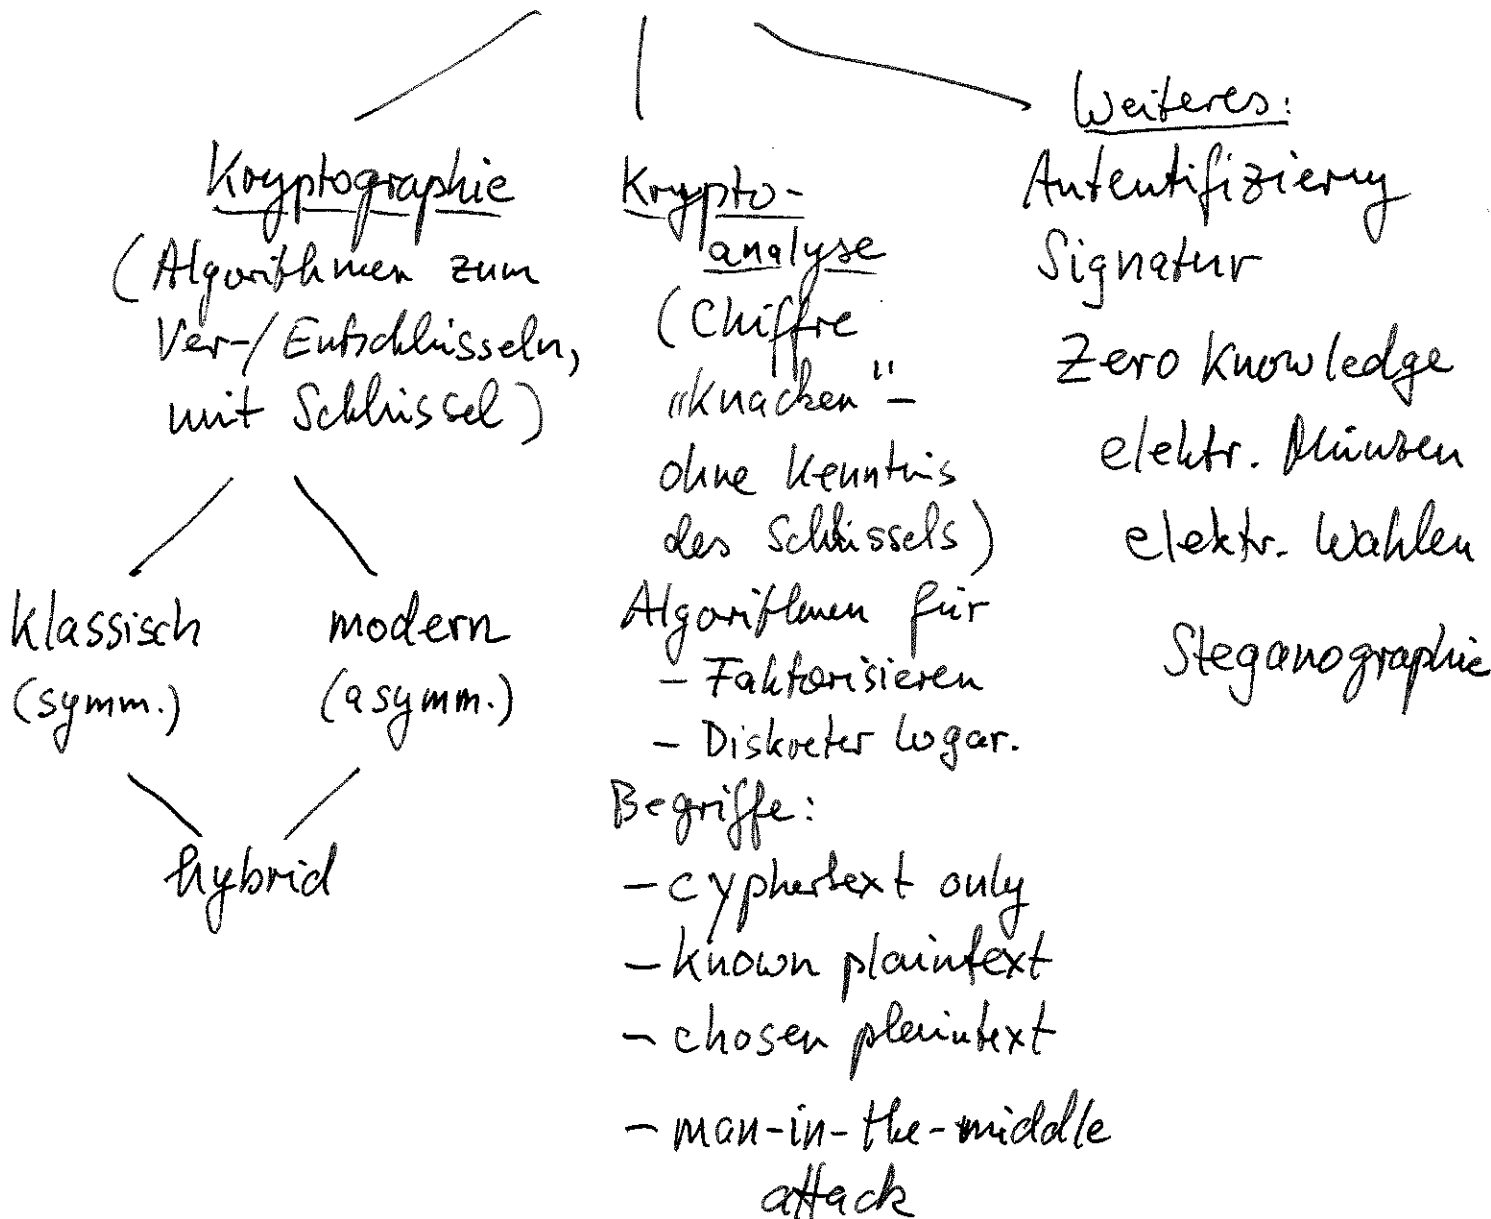 Kryptographie
(Algorithmen zum
Ver-/Entschlüsseln,
mit Schlüssel)
klassisch
(symm.)
modern
(asymm.)
hybrid
Krypto-
analyse
(Chiffre
„Knacken" -
ohne Kenntnis
des Schlüssels)
Algorithmen für
- Faktorisieren
- Diskreter Logar.
Begriffe:
- cyphertext only
- known plaintext
- chosen plaintext
- man-in-the-middle
attack
Weiteres:
Autentifizierung
Signatur
Zero Knowledge
elektr. Münzen
elektr. Wahlen
Steganographie